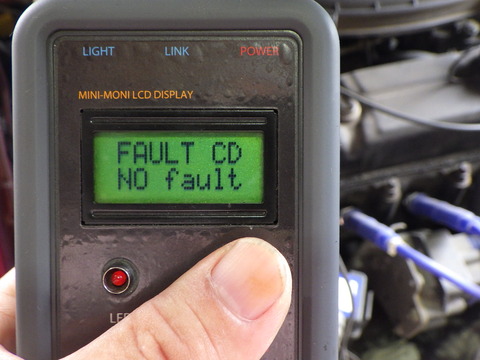 LIGHT LINK POWER
MINI-MONI LCD DISPLAY
FAULT CD
NO fault